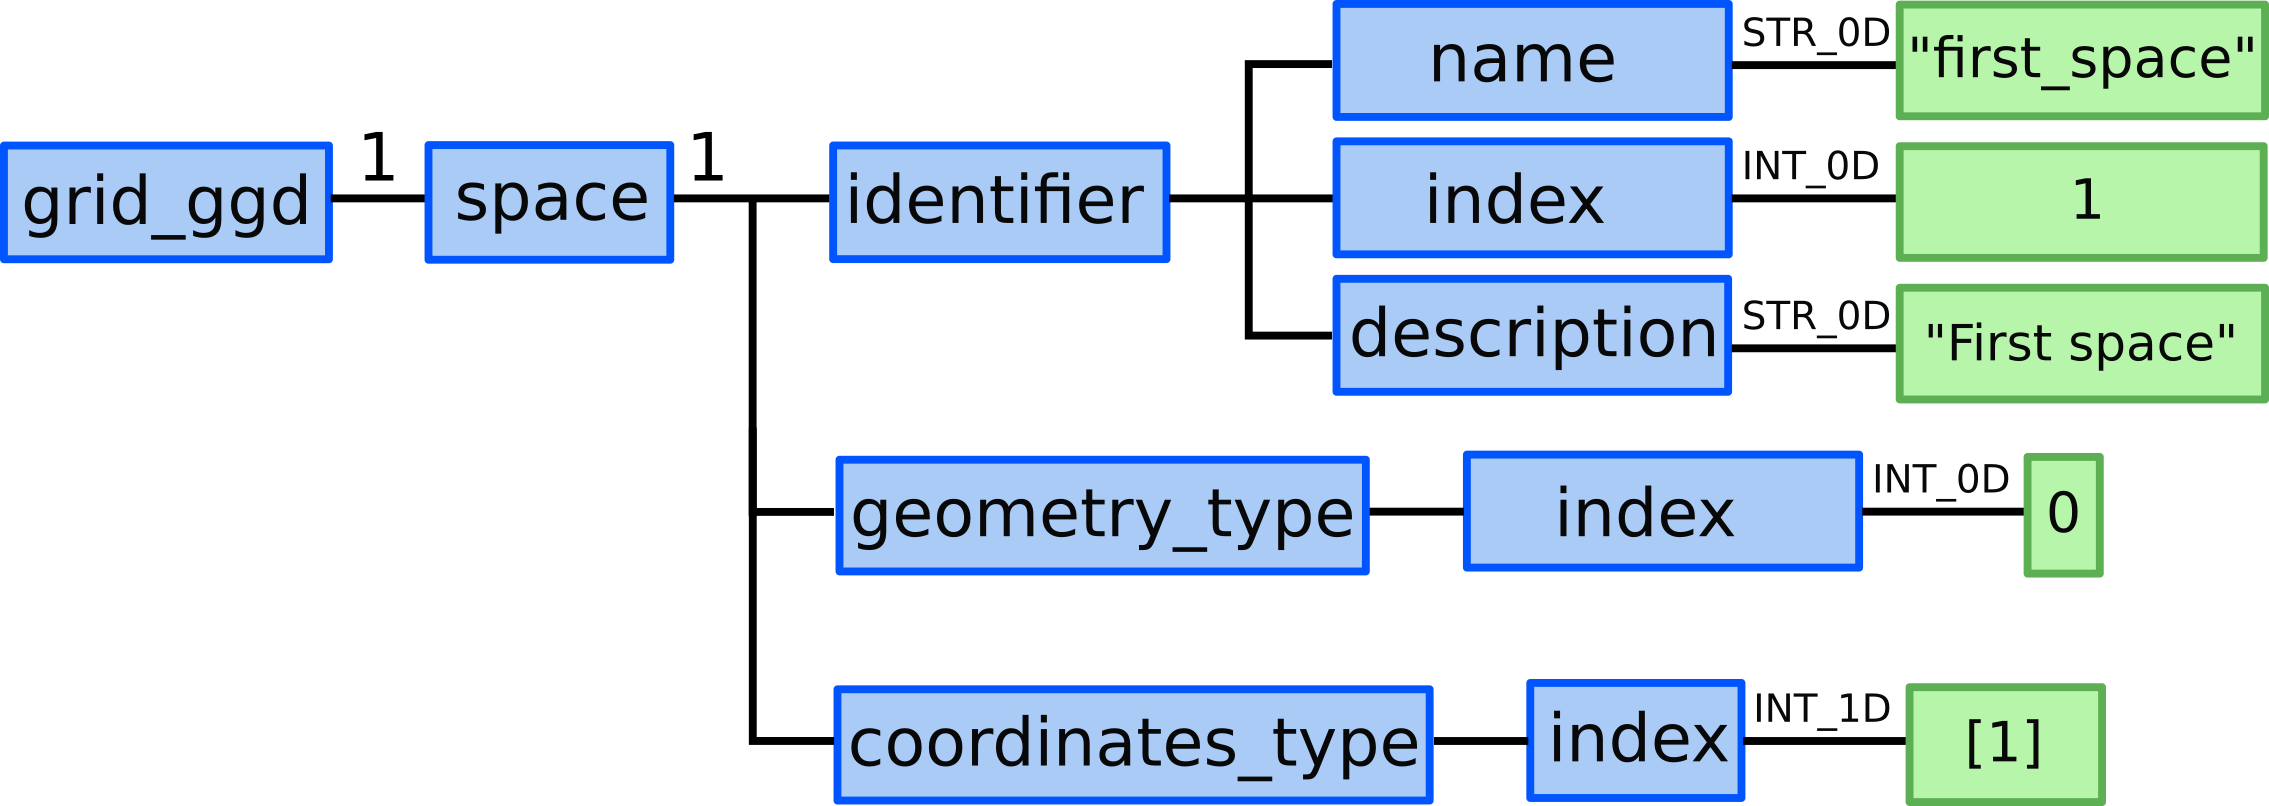 name STR_0D "first_space"
grid_ggd 1 space 1 identifier index INT_0D 1
description STR_0D "First space"
geometry_type index INT_0D 0
coordinates_type index INT_1D [1]